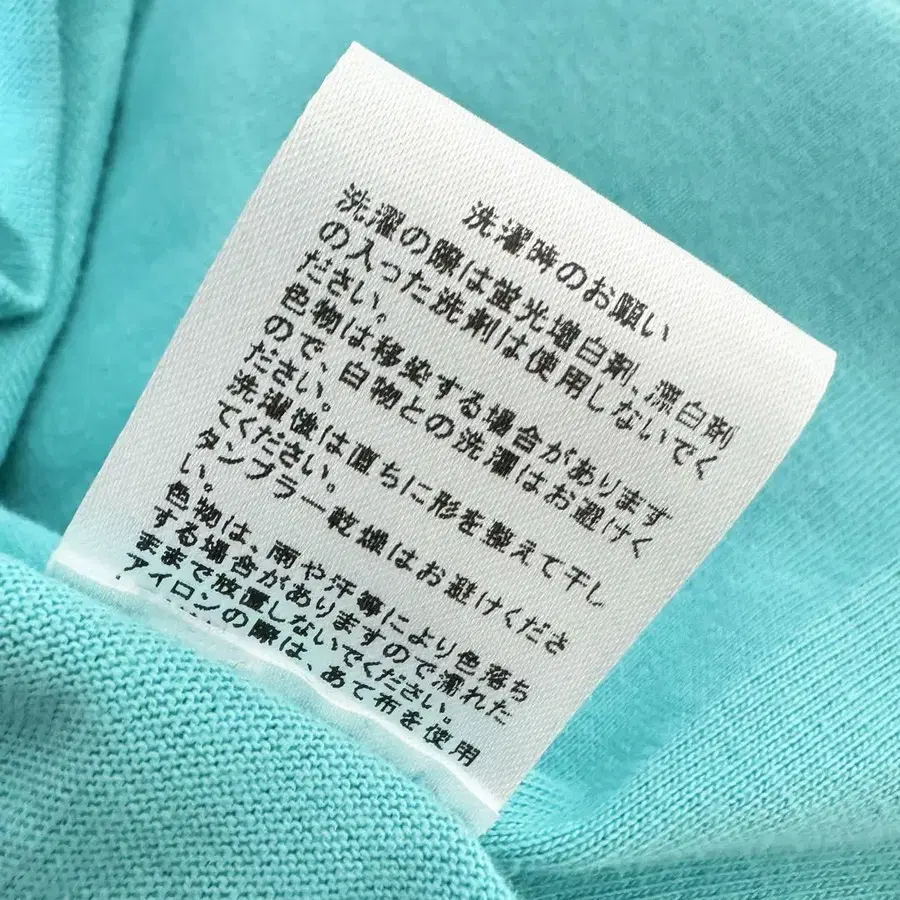 洗濯時のお願い
洗濯の際は蛍光増白剤、漂白剤
の入った洗剤は使用しないでく
ださい。
色物は移染する場合があります
ので、白物との洗濯はお避けく
ださい。
洗濯後は直ちに形を整えて干し
てください。
タンブラー乾燥はお避けくださ
い。
色物は、雨や汗等により色落ち
する場合がありますので濡れた
ままで放置しないでください。
アイロンの際は、あて布を使用